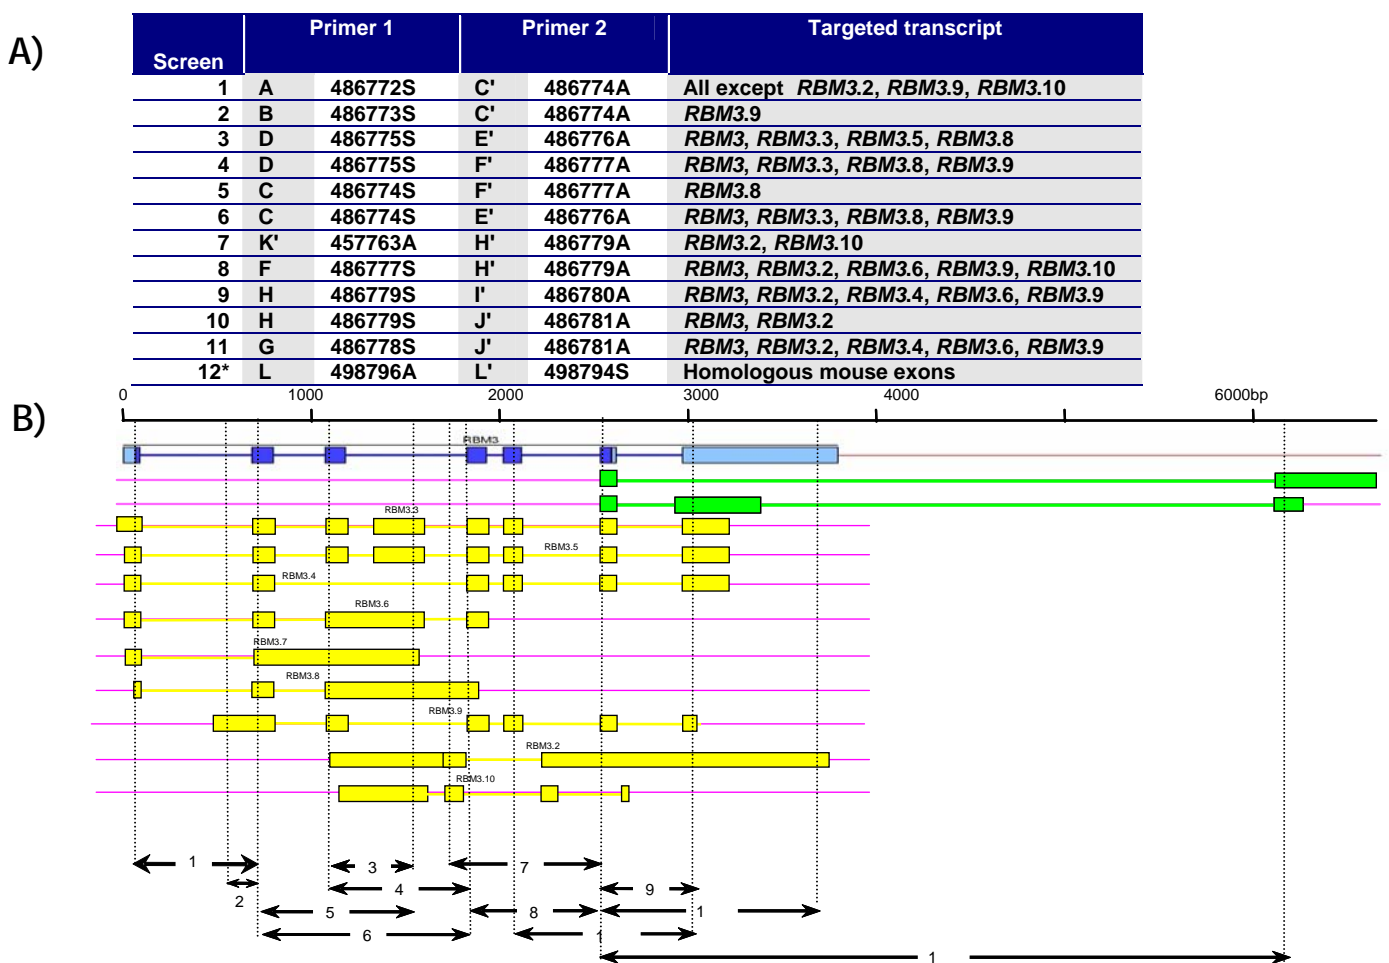 A)
Primer 1 Primer 2 Targeted transcript
Screen
1 A 486772S C' 486774A All except RBM3.2, RBM3.9, RBM3.10
2 B 486773S C' 486774A RBM3.9
3 D 486775S E' 486776A RBM3, RBM3.3, RBM3.5, RBM3.8
4 D 486775S F' 486777A RBM3, RBM3.3, RBM3.8, RBM3.9
5 C 486774S F' 486777A RBM3.8
6 C 486774S E' 486776A RBM3, RBM3.3, RBM3.8, RBM3.9
7 K' 457763A H' 486779A RBM3.2, RBM3.10
8 F 486777S H' 486779A RBM3, RBM3.2, RBM3.6, RBM3.9, RBM3.10
9 H 486779S I' 486780A RBM3, RBM3.2, RBM3.4, RBM3.6, RBM3.9
10 H 486779S J' 486781A RBM3, RBM3.2
11 G 486778S J' 486781A RBM3, RBM3.2, RBM3.4, RBM3.6, RBM3.9
12* L 498796A L' 498794S Homologous mouse exons
0 1000 2000 3000 4000 6000bp
B)
RBM3
RBM3.3
RBM3.5
RBM3.4
RBM3.6
RBM3.7
RBM3.8
RBM3.9
RBM3.2
RBM3.10
1 3 7
2 4 9
5 8 1
6 1
1